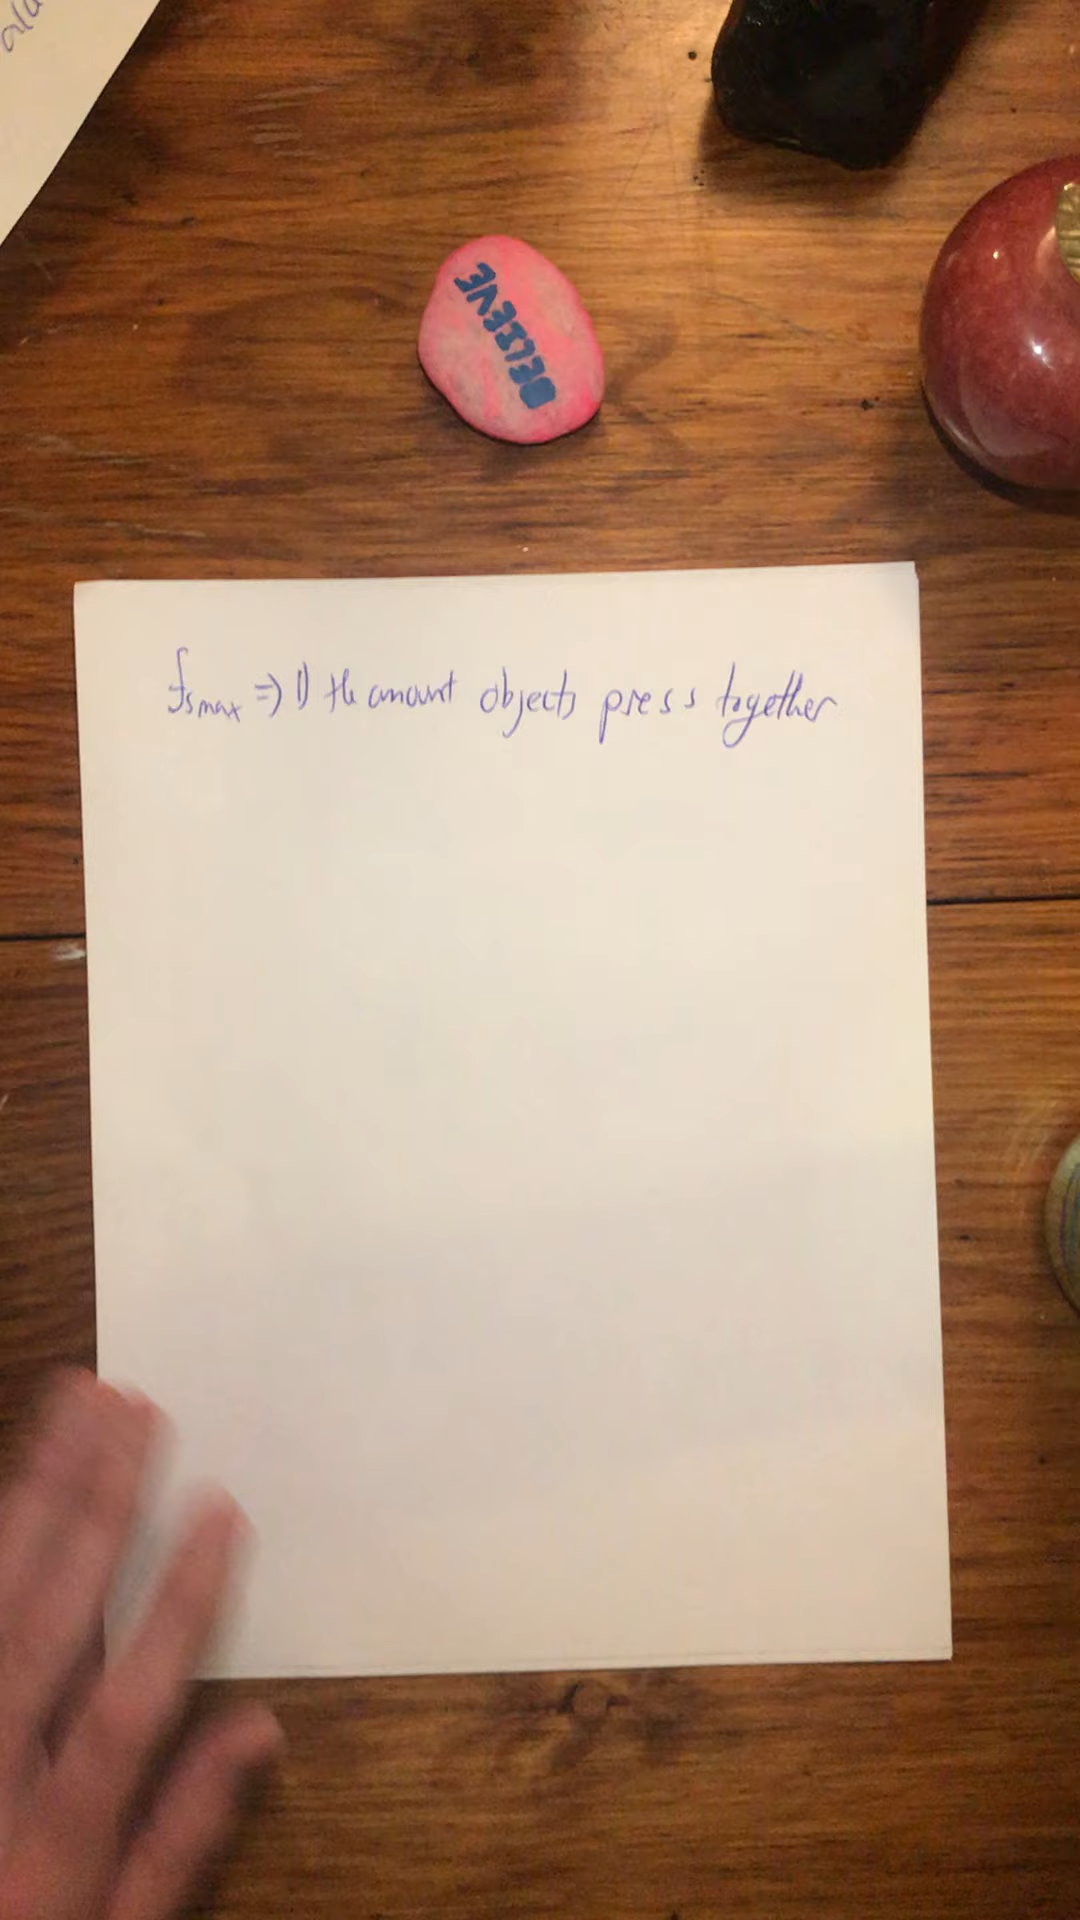 BELIEVE
fsmax => 1) the amount objects press together